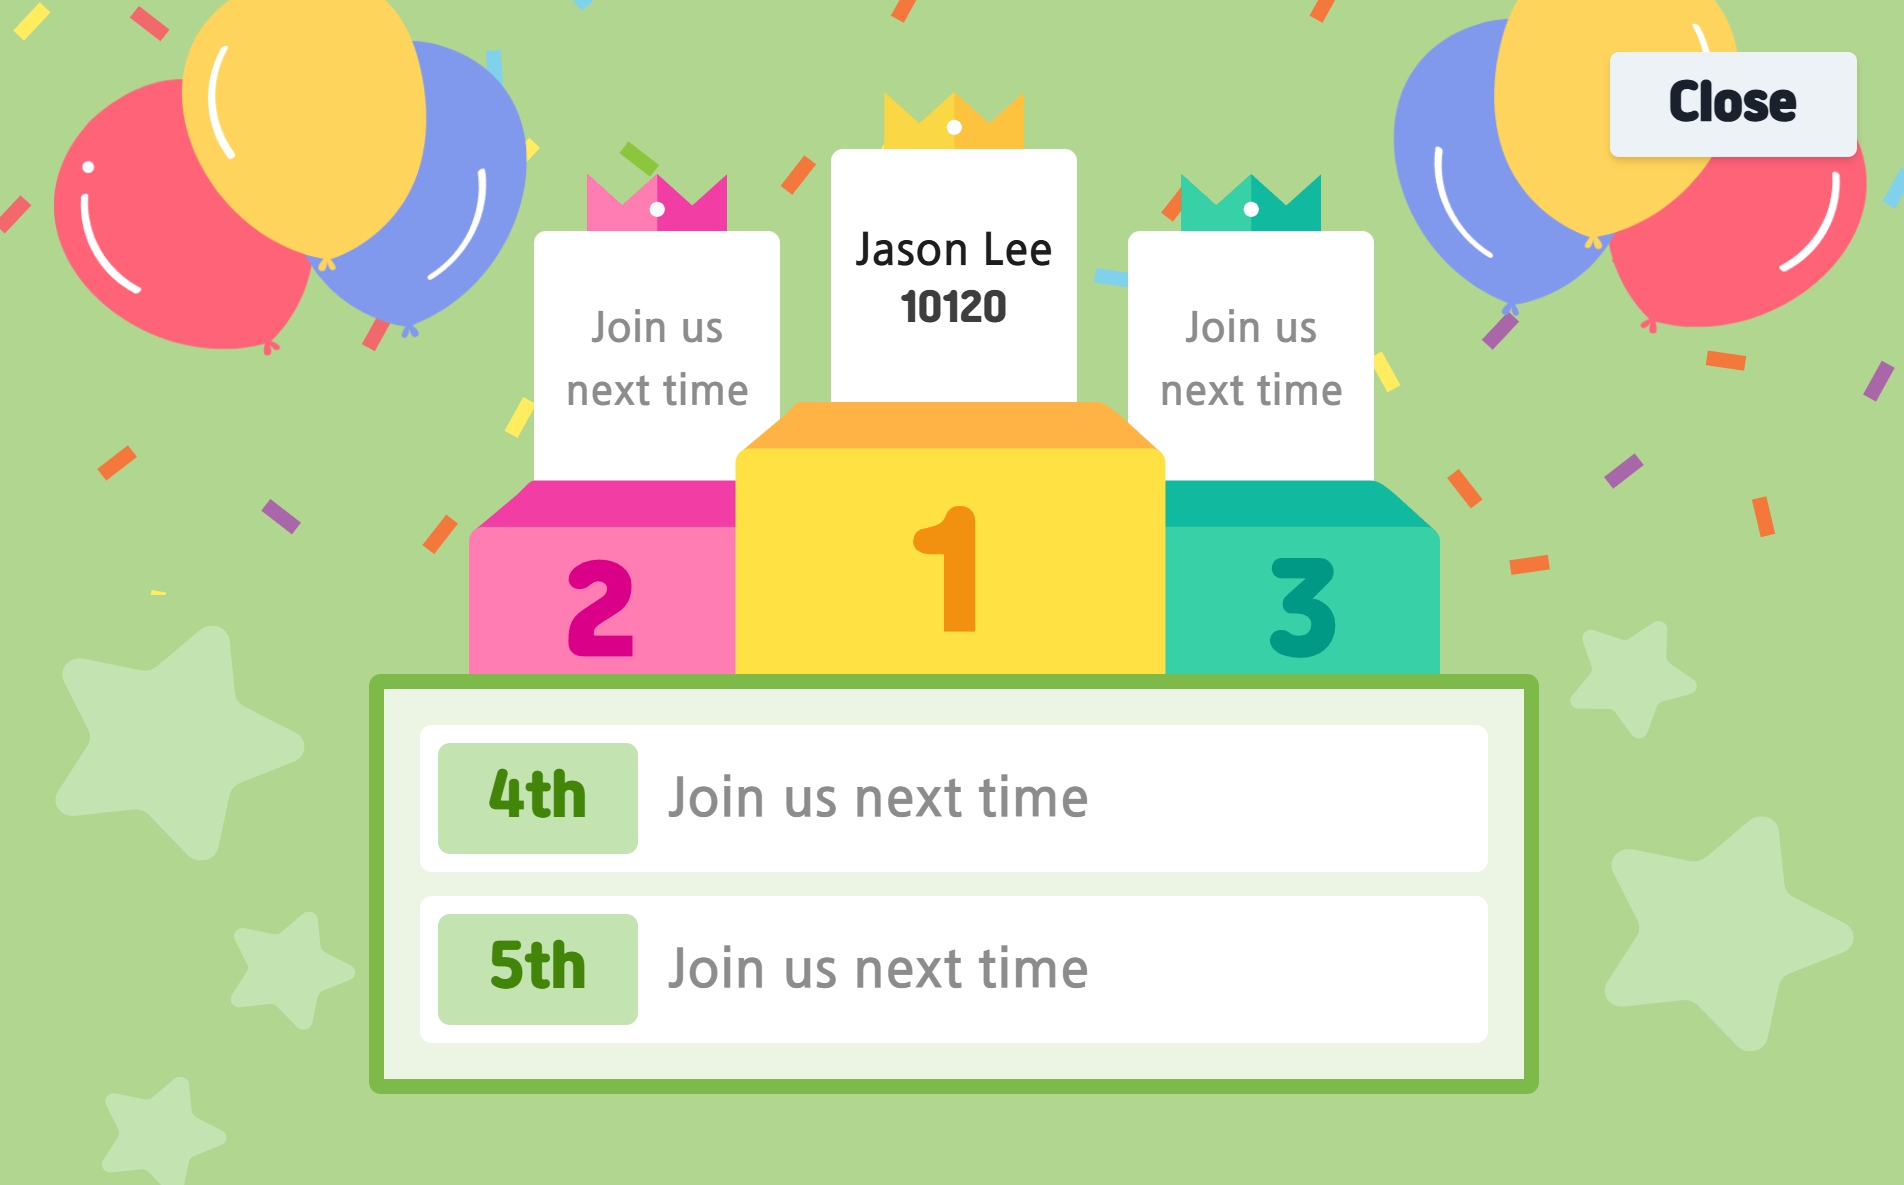 Close
Jason Lee
10120
Join us
next time
Join us
next time
1
2
3
4th
Join us next time
5th
Join us next time